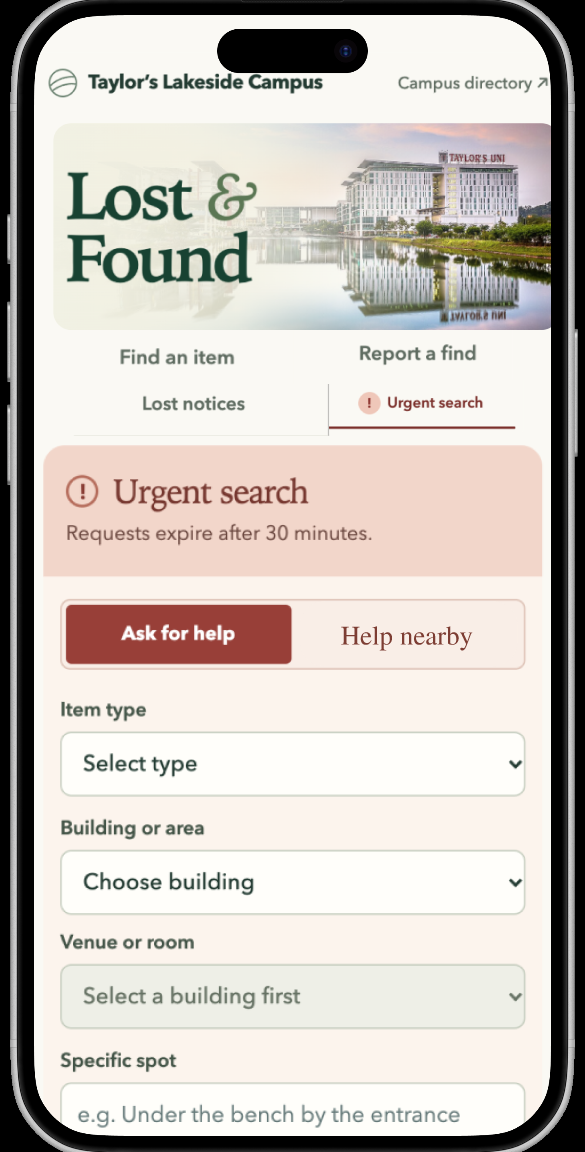 Taylor's Lakeside Campus
Campus directory ↗
TAYLOR'S UNI
Lost &
Found
TAYLOR'S UNI
Find an item
Report a find
Lost notices
! Urgent search
! Urgent search
Requests expire after 30 minutes.
Ask for help
Help nearby
Item type
Select type
Building or area
Choose building
Venue or room
Select a building first
Specific spot
e.g. Under the bench by the entrance